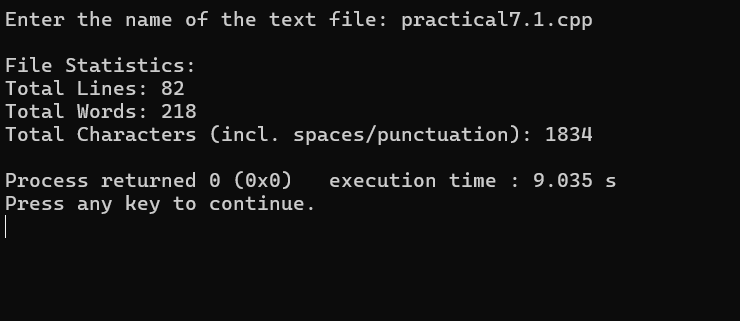 Enter the name of the text file: practical7.1.cpp
File Statistics:
Total Lines: 82
Total Words: 218
Total Characters (incl. spaces/punctuation): 1834
Process returned 0 (0x0)   execution time : 9.035 s
Press any key to continue.